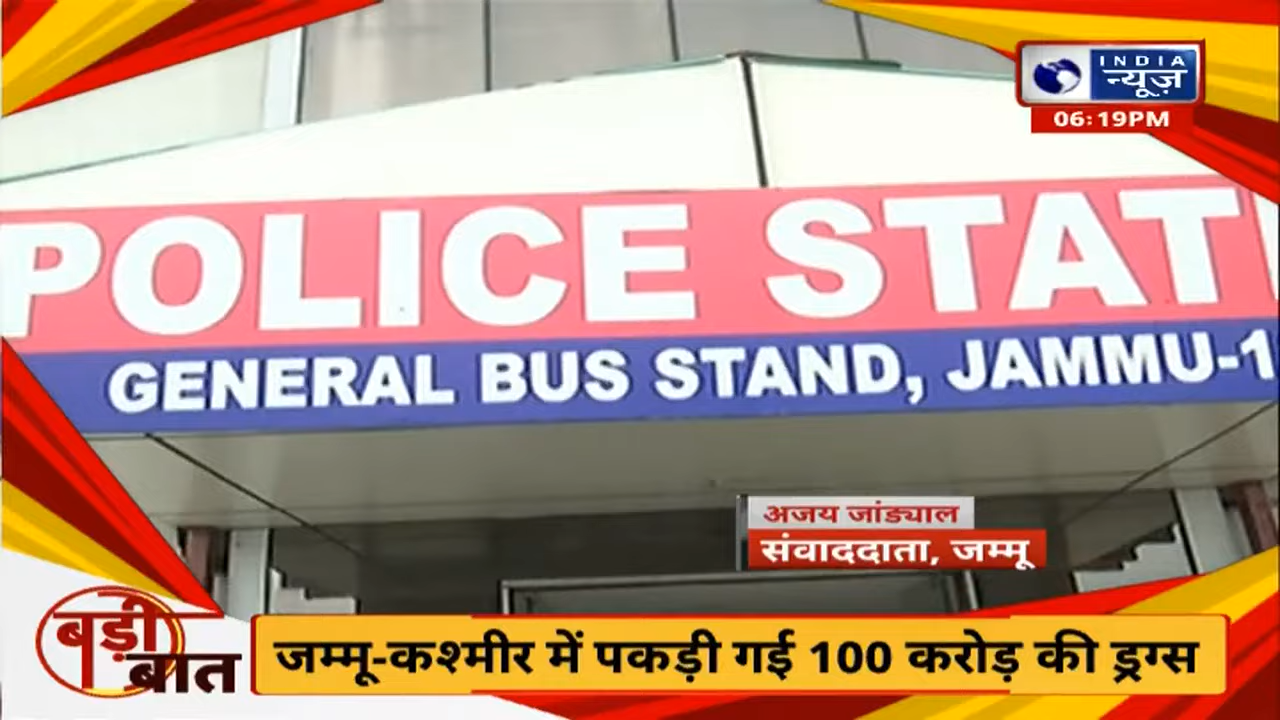 INDIA
न्यूज़
06:19PM
POLICE STATI
GENERAL BUS STAND, JAMMU-1
अजय जांड्याल
संवाददाता, जम्मू
बड़ी
बात
जम्मू-कश्मीर में पकड़ी गई 100 करोड़ की ड्रग्स